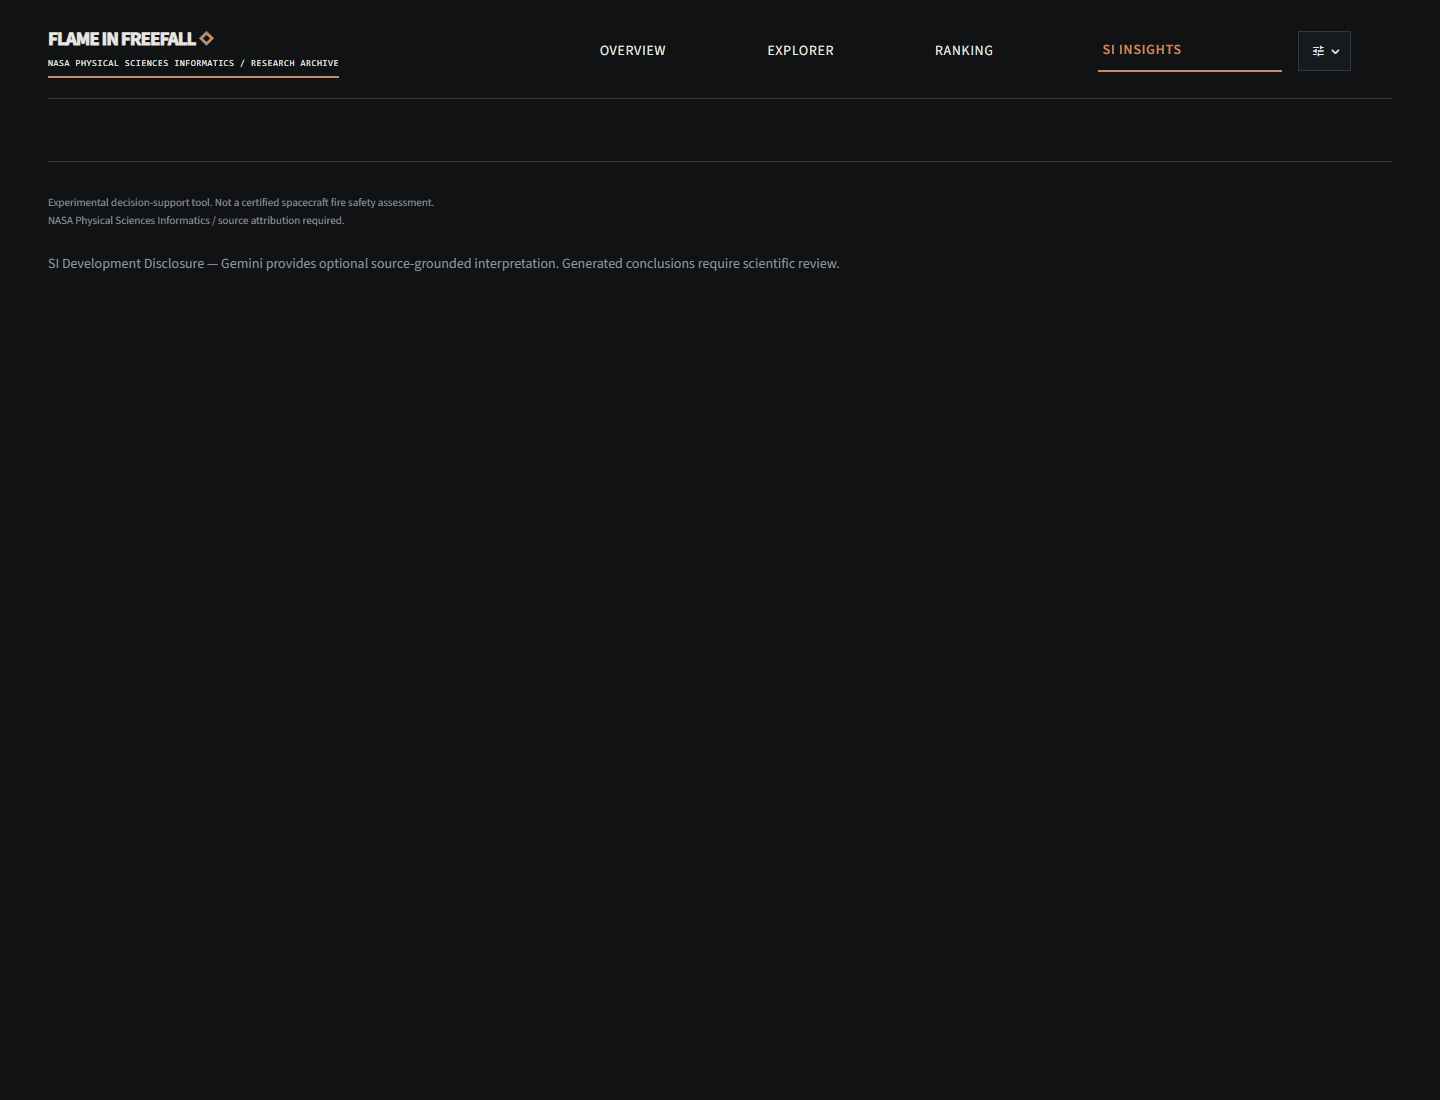 FLAME IN FREEFALL
NASA PHYSICAL SCIENCES INFORMATICS / RESEARCH ARCHIVE
OVERVIEW
EXPLORER
RANKING
SI INSIGHTS
Experimental decision-support tool. Not a certified spacecraft fire safety assessment.
NASA Physical Sciences Informatics / source attribution required.
SI Development Disclosure — Gemini provides optional source-grounded interpretation. Generated conclusions require scientific review.